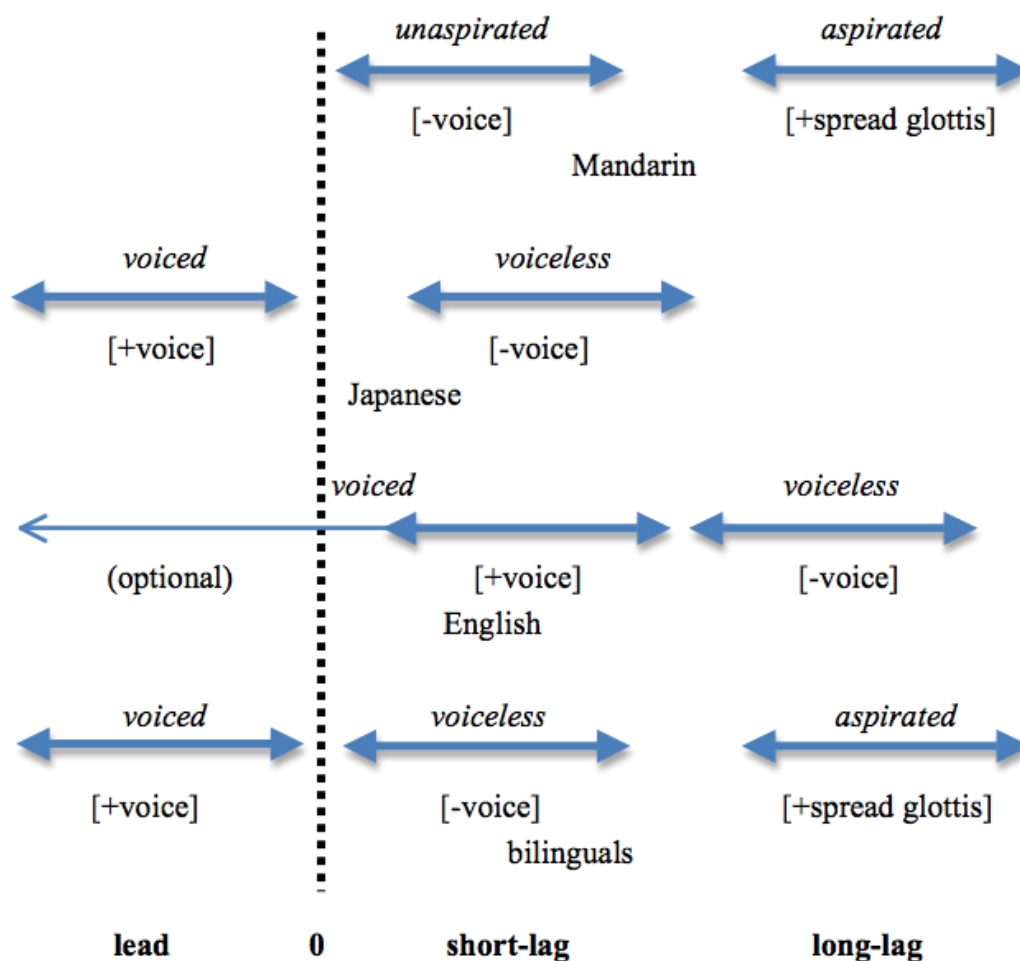 unaspirated aspirated
[-voice] [+spread glottis]
Mandarin
voiced voiceless
[+voice] [-voice]
Japanese
voiced voiceless
(optional) [+voice] [-voice]
English
voiced voiceless aspirated
[+voice] [-voice] [+spread glottis]
bilinguals
lead 0 short-lag long-lag